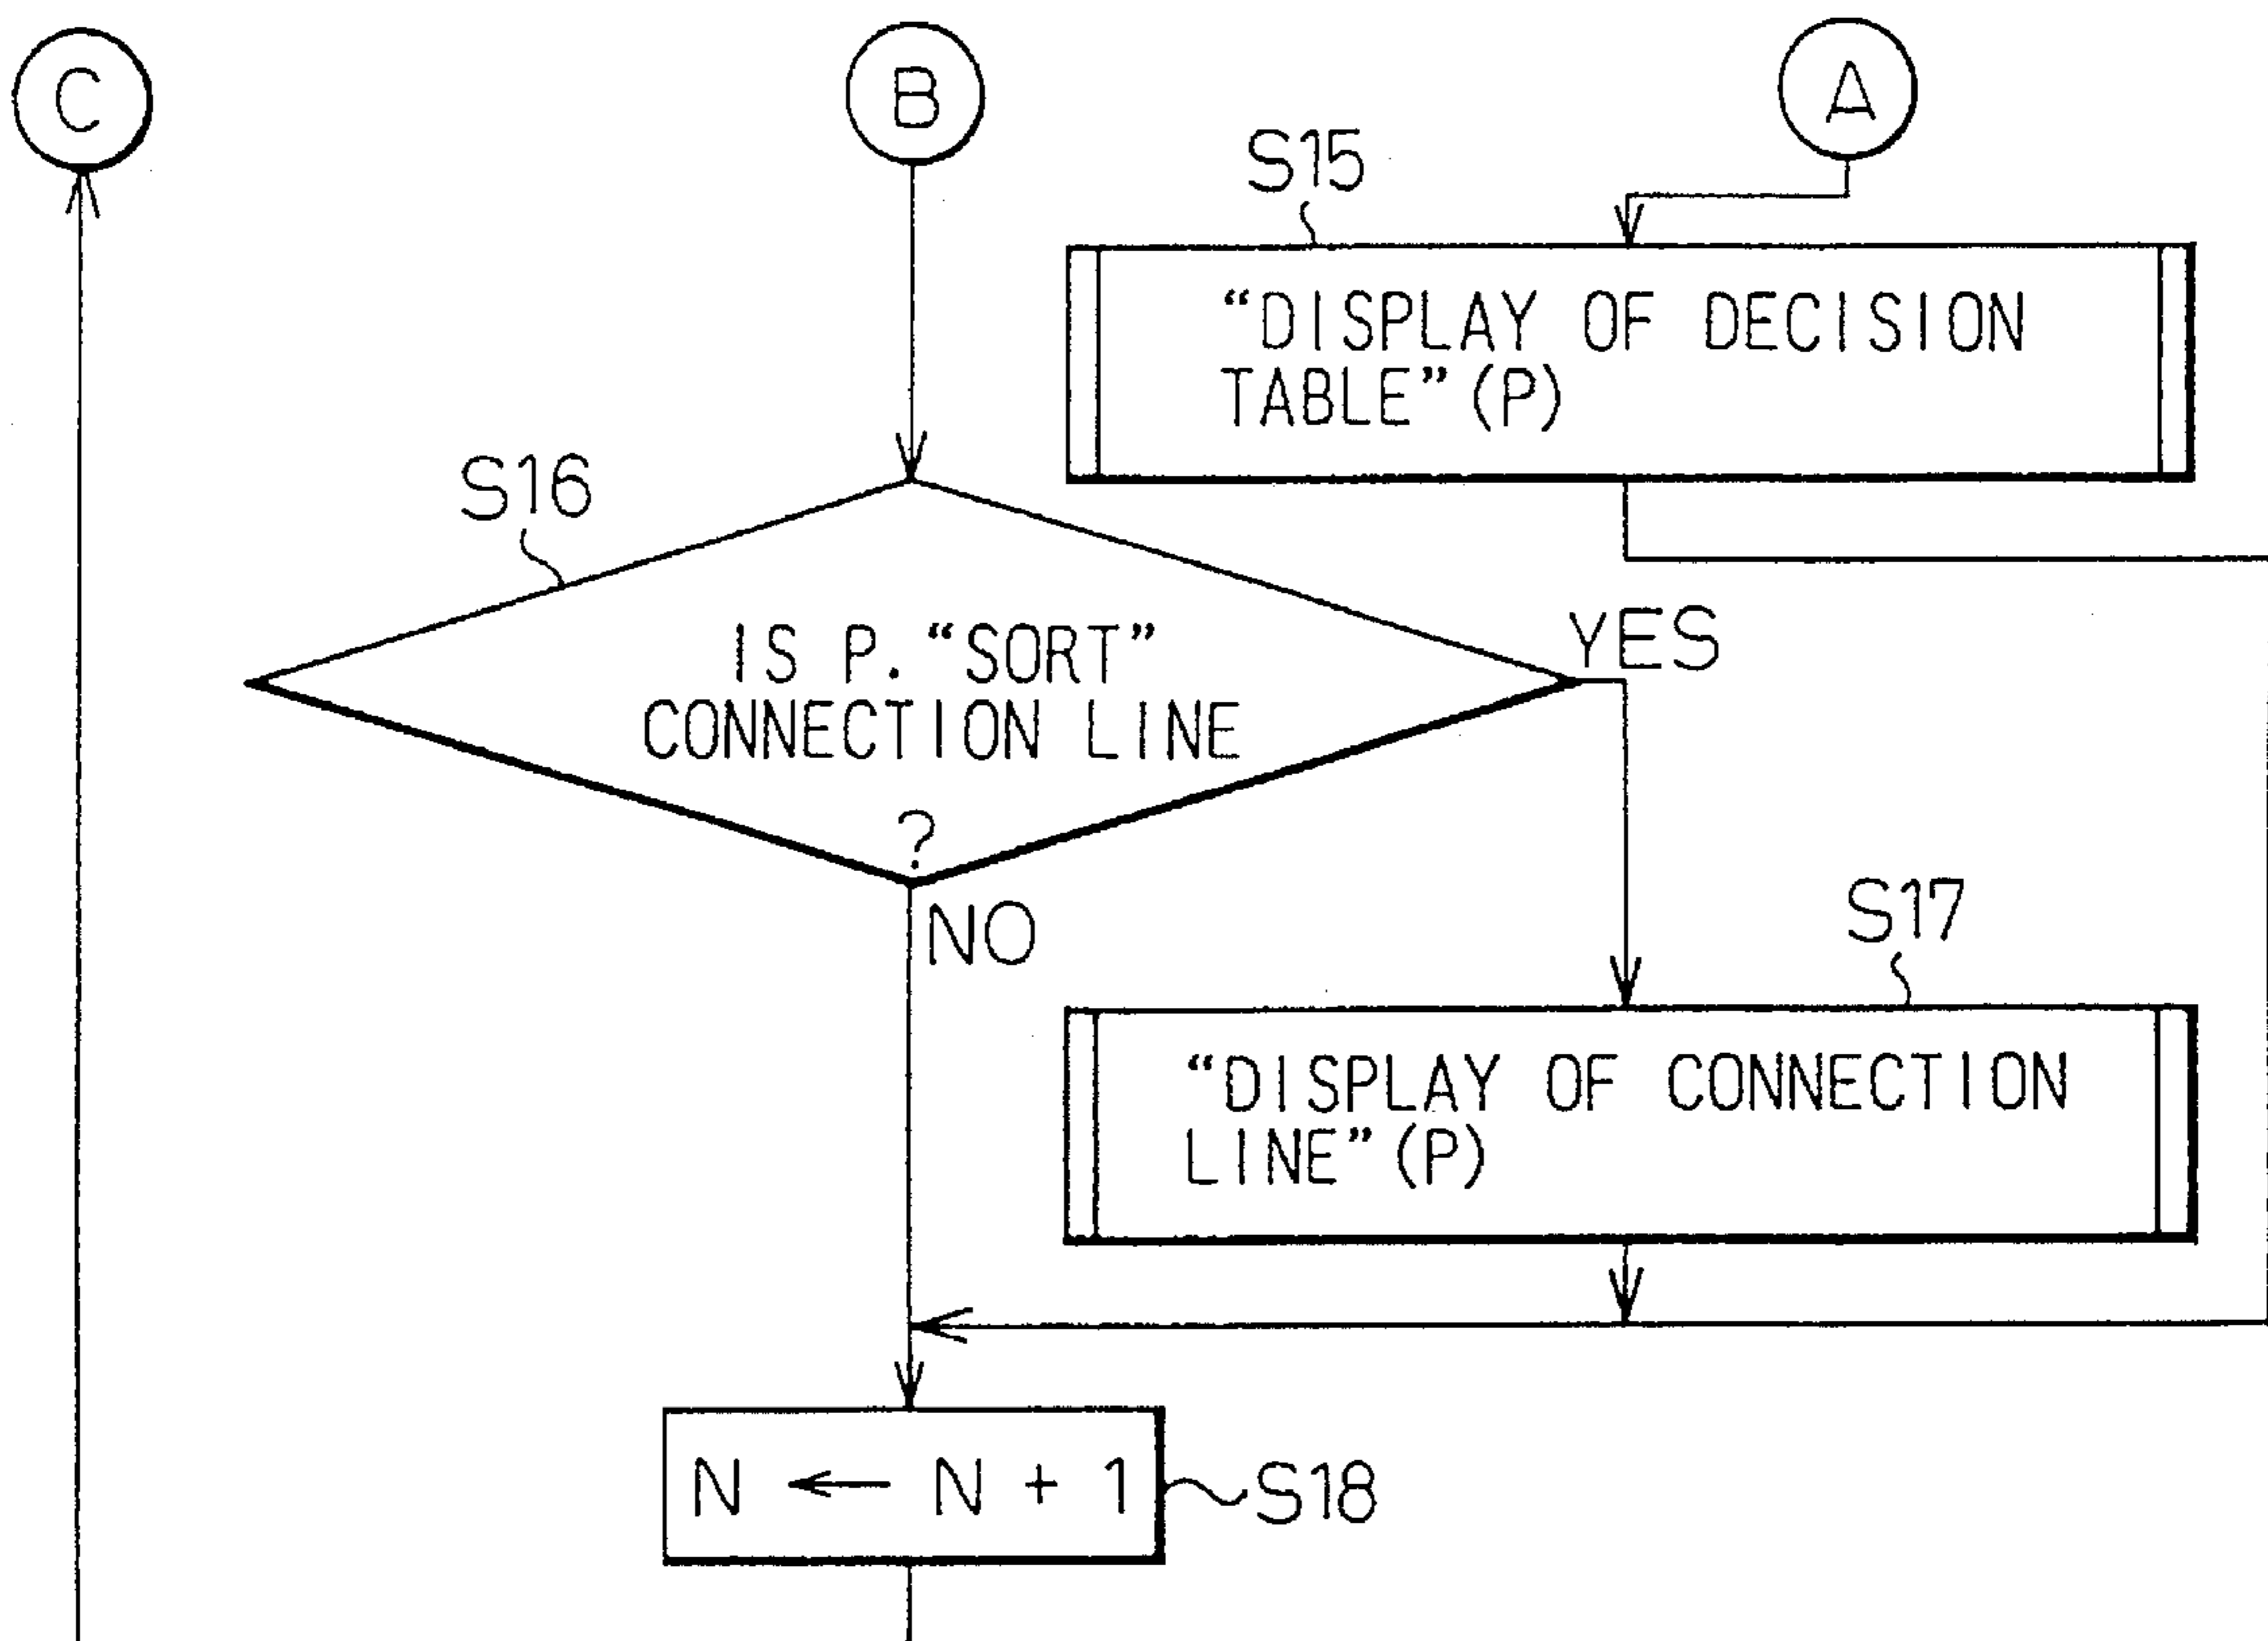 C
B
A
S15
“DISPLAY OF DECISION
TABLE”(P)
S16
IS P.“SORT”
CONNECTION LINE
?
YES
NO
S17
“DISPLAY OF CONNECTION
LINE”(P)
N ← N + 1
S18